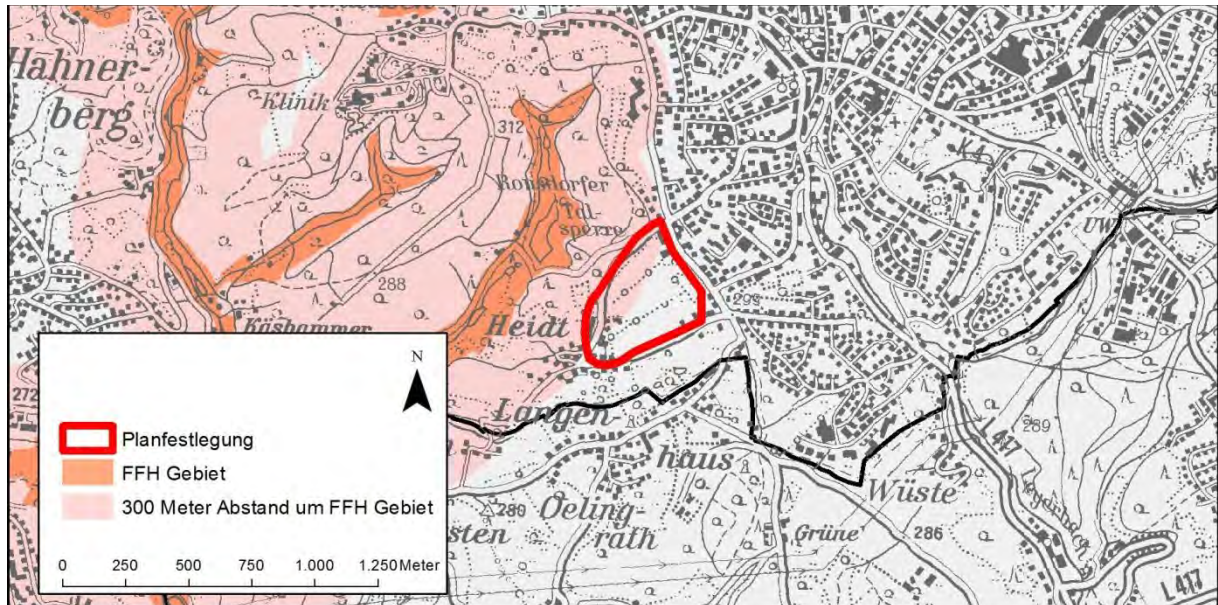 Hahner-
berg
Klinik
312
Ronsdorfer
Tal-
sperre
288
299
Heidt
K4
UW
272
Langen-
haus
Wüste
289
L417
280
Oeling-
rath
Grüne
286
L417
N
Planfestlegung
FFH Gebiet
300 Meter Abstand um FFH Gebiet
0 250 500 750 1.000 1.250 Meter